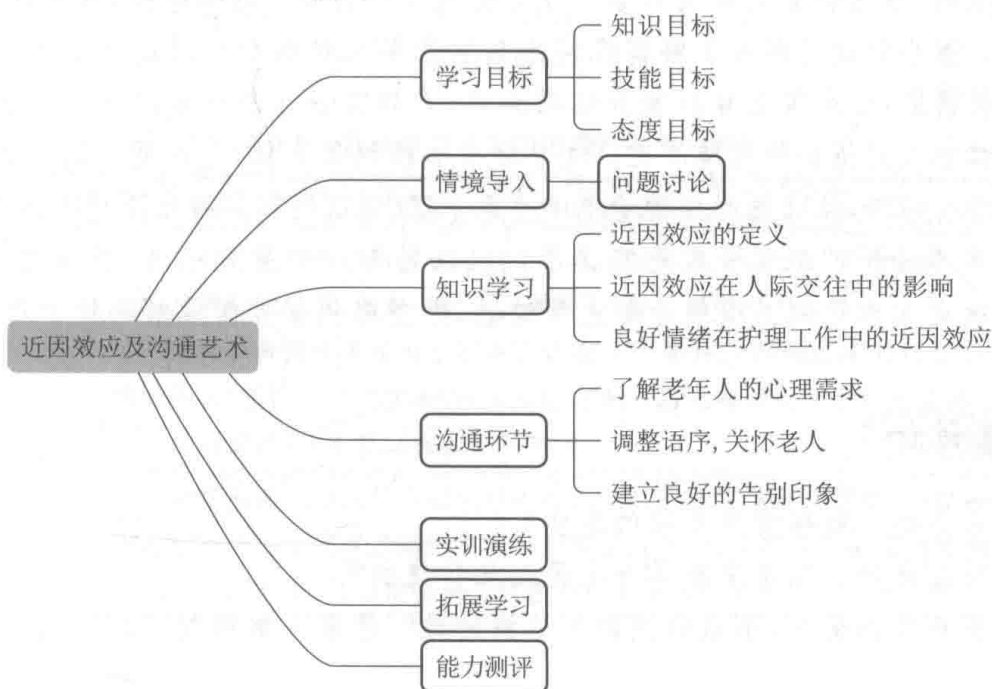 近因效应及沟通艺术
学习目标
知识目标
技能目标
态度目标
情境导入
问题讨论
知识学习
近因效应的定义
近因效应在人际交往中的影响
良好情绪在护理工作中的近因效应
沟通环节
了解老年人的心理需求
调整语序,关怀老人
建立良好的告别印象
实训演练
拓展学习
能力测评